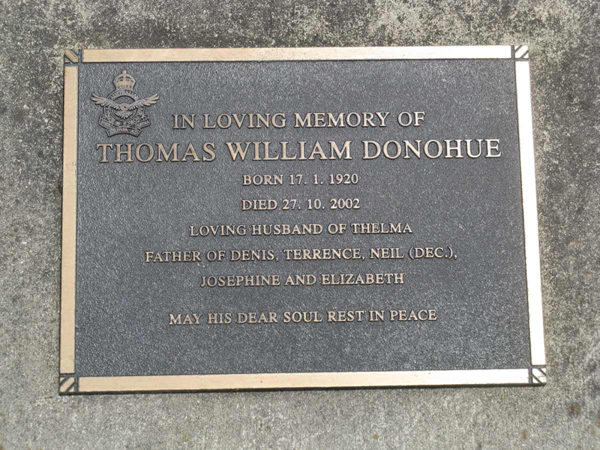 IN LOVING MEMORY OF
THOMAS WILLIAM DONOHUE
BORN 17. 1. 1920
DIED 27. 10. 2002
LOVING HUSBAND OF THELMA
FATHER OF DENIS, TERRENCE, NEIL (DEC.),
JOSEPHINE AND ELIZABETH
MAY HIS DEAR SOUL REST IN PEACE